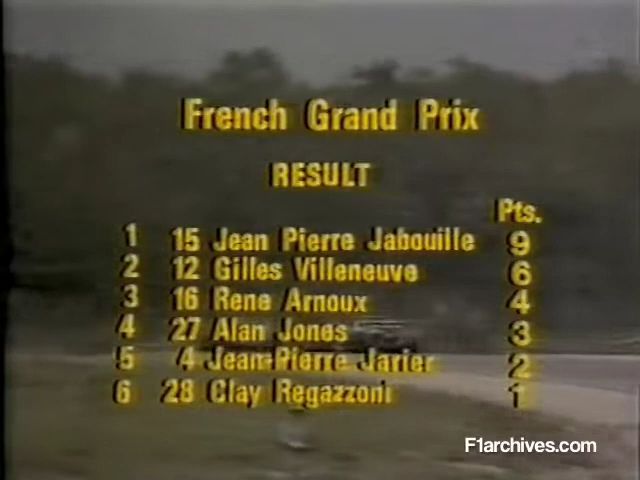 French Grand Prix
RESULT
Pts.
1 15 Jean Pierre Jabouille 9
2 12 Gilles Villeneuve 6
3 16 Rene Arnoux 4
4 27 Alan Jones 3
5 4 Jean-Pierre Jarier 2
6 28 Clay Regazzoni 1
F1archives.com